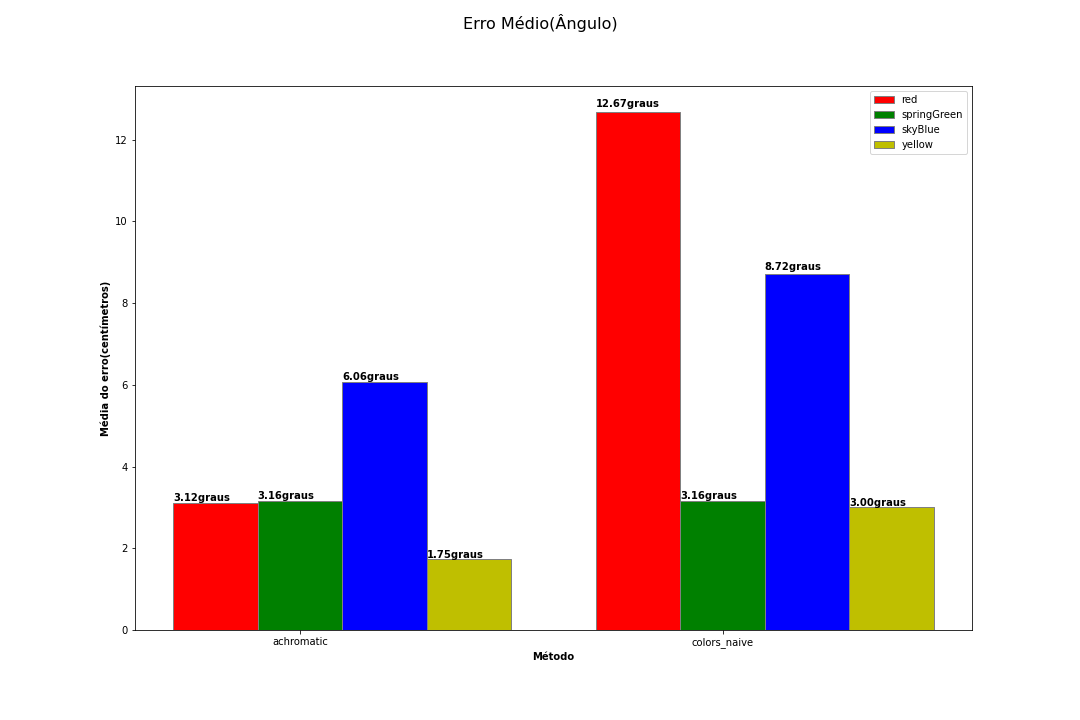 Erro Médio(Ângulo)
12.67graus
red
springGreen
skyBlue
yellow
12
10
8.72graus
8
Média do erro(centímetros)
6.06graus
6
4
3.12graus
3.16graus
3.16graus
3.00graus
2
1.75graus
0
achromatic
colors_naive
Método